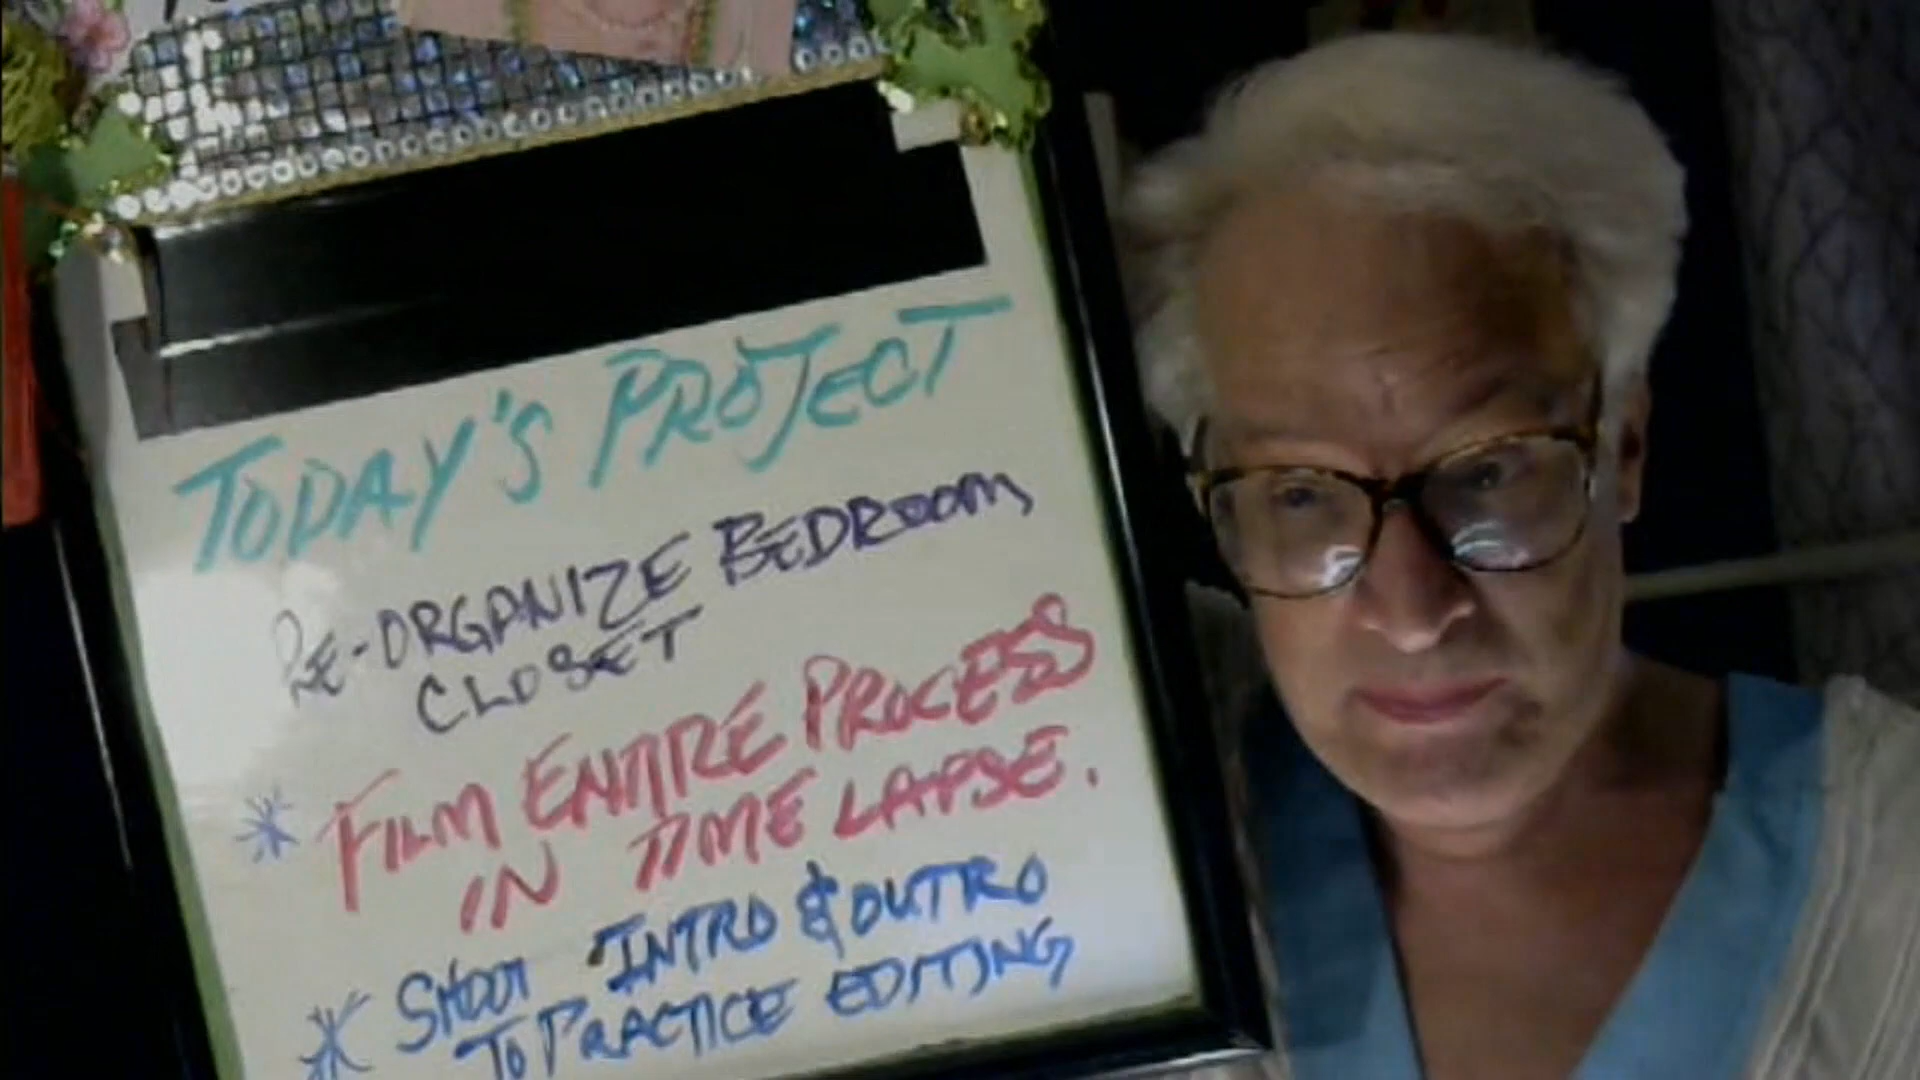 TODAY'S PROJECT
RE-ORGANIZE BEDROOM
CLOSET
* FILM ENTIRE PROCESS
IN TIME LAPSE.
* SHOOT INTRO & OUTRO
TO PRACTICE EDITING